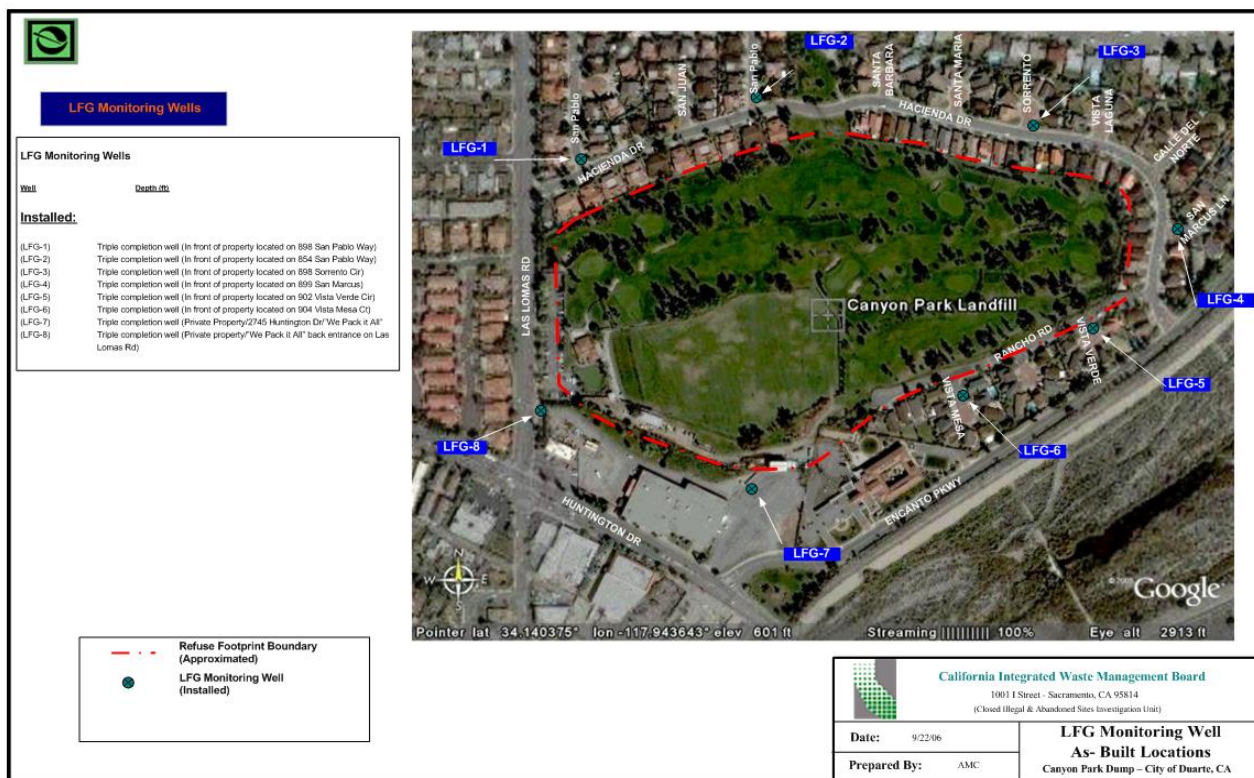 LFG Monitoring Wells
LFG Monitoring Wells
Well Depth (ft)
Installed:
(LFG-1) Triple completion well (In front of property located on 898 San Pablo Way)
(LFG-2) Triple completion well (In front of property located on 854 San Pablo Way)
(LFG-3) Triple completion well (In front of property located on 898 Sorrento Cir)
(LFG-4) Triple completion well (In front of property located on 899 San Marcus)
(LFG-5) Triple completion well (In front of property located on 902 Vista Verde Cir)
(LFG-6) Triple completion well (In front of property located on 904 Vista Mesa Ct)
(LFG-7) Triple completion well (Private Property/2745 Huntington Dr/"We Pack it All"
(LFG-8) Triple completion well (Private property/"We Pack it All" back entrance on Las
Lomas Rd)
LFG-1
LFG-2
LFG-3
San Pablo
San Pablo
SAN JUAN
SANTA
BARBARA
SANTA MARIA
SORRENTO
VISTA
LAGUNA
HACIENDA DR
HACIENDA DR
CALLE DEL
NORTE
SAN
MARCUS LN
LFG-4
LAS LOMAS RD
Canyon Park Landfill
RANCHO RD
VISTA VERDE
LFG-5
VISTA MESA
LFG-6
LFG-8
LFG-7
HUNTINGTON DR
ENCANTO PKWY
N
W E
S
Google
Pointer lat 34.140375° lon -117.943643° elev 601 ft Streaming |||||||||| 100% Eye alt 2913 ft
Refuse Footprint Boundary
(Approximated)
LFG Monitoring Well
(Installed)
California Integrated Waste Management Board
1001 I Street - Sacramento, CA 95814
(Closed Illegal & Abandoned Sites Investigation Unit)
Date: 9/22/06
Prepared By: AMC
LFG Monitoring Well
As- Built Locations
Canyon Park Dump – City of Duarte, CA